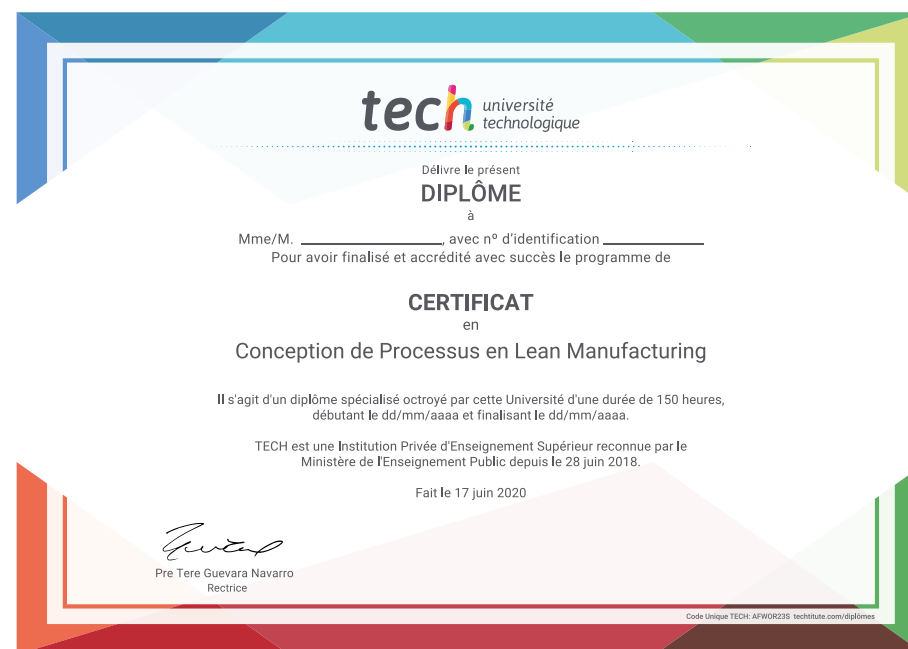 tech université
technologique
Délivre le présent
DIPLÔME
à
Mme/M. ____________________, avec nº d'identification ______________
Pour avoir finalisé et accrédité avec succès le programme de
CERTIFICAT
en
Conception de Processus en Lean Manufacturing
Il s'agit d'un diplôme spécialisé octroyé par cette Université d'une durée de 150 heures,
débutant le dd/mm/aaaa et finalisant le dd/mm/aaaa.
TECH est une Institution Privée d'Enseignement Supérieur reconnue par le
Ministère de l'Enseignement Public depuis le 28 juin 2018.
Fait le 17 juin 2020
Pre Tere Guevara Navarro
Rectrice
Code Unique TECH: AFWOR23S techtitute.com/diplômes